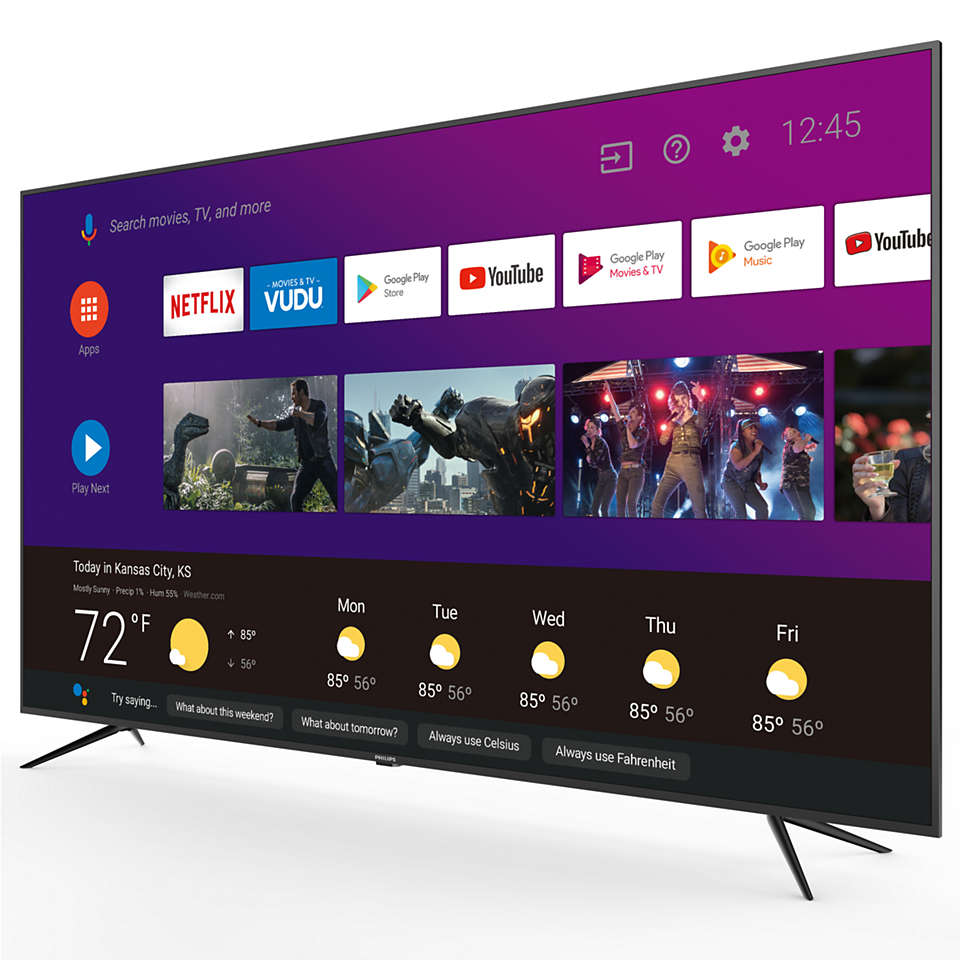 12:45
Search movies, TV, and more
NETFLIX
- MOVIES & TV -
VUDU
Google Play
Store
YouTube
Google Play
Movies & TV
Google Play
Music
YouTube
Apps
Play Next
Today in Kansas City, KS
Mostly Sunny · Precip 1% · Hum 55% Weather.com
72°F
↑ 85°
↓ 56°
Mon
85° 56°
Tue
85° 56°
Wed
85° 56°
Thu
85° 56°
Fri
85° 56°
Try saying...
What about this weekend?
What about tomorrow?
Always use Celsius
Always use Fahrenheit
PHILIPS